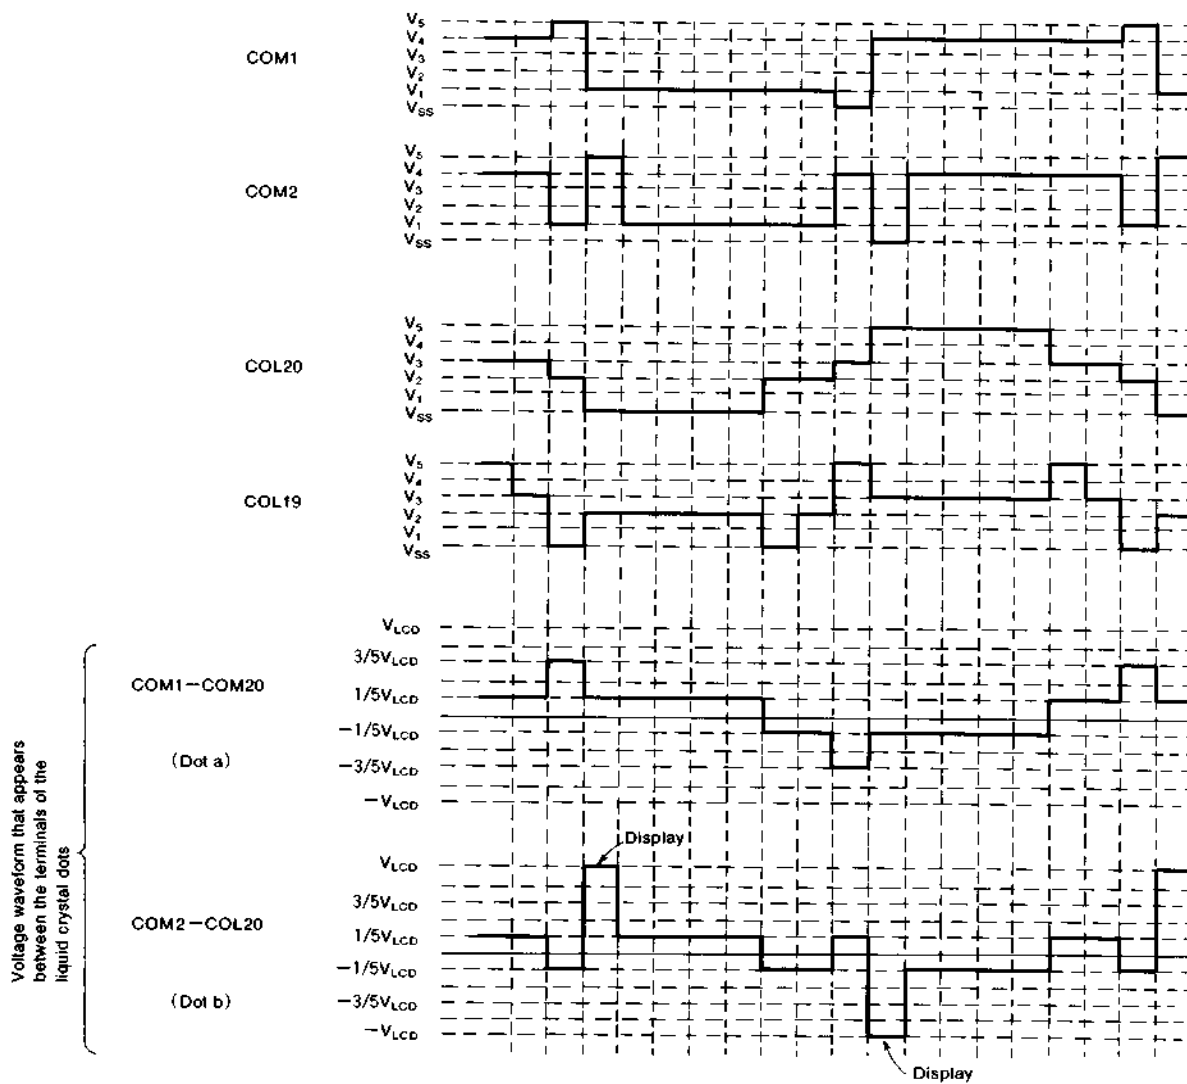 V5
V4
COM1
V3
V2
V1
VSS
V5
V4
COM2
V3
V2
V1
VSS
V5
V4
COL20
V3
V2
V1
VSS
V5
V4
COL19
V3
V2
V1
VSS
VLCD
3/5VLCD
COM1-COM20
1/5VLCD
-1/5VLCD
(Dot a)
-3/5VLCD
-VLCD
Display
VLCD
3/5VLCD
COM2-COL20
1/5VLCD
-1/5VLCD
(Dot b)
-3/5VLCD
-VLCD
Display
Voltage waveform that appears
between the terminals of the
liquid crystal dots